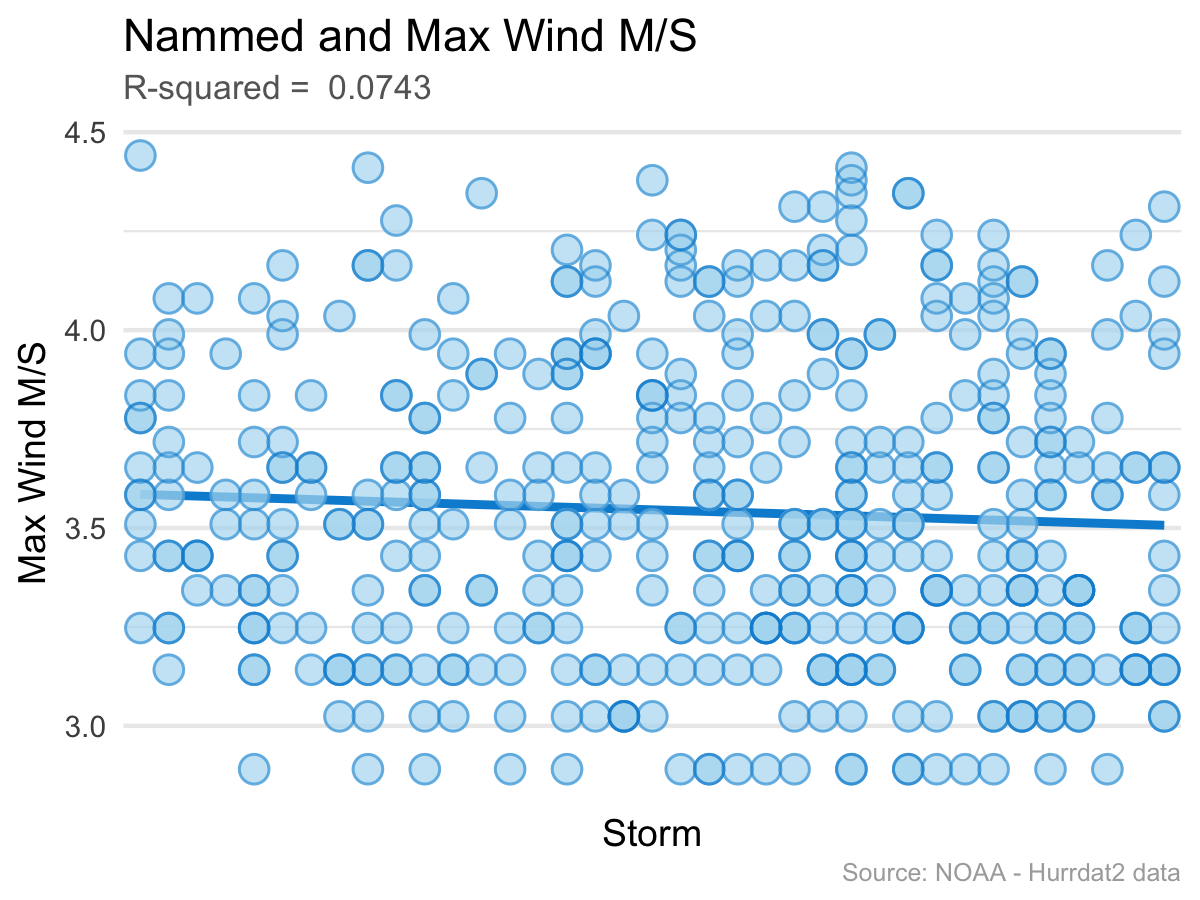 Nammed and Max Wind M/S
R-squared =  0.0743
4.5
4.0
3.5
3.0
Max Wind M/S
Storm
Source: NOAA - Hurrdat2 data